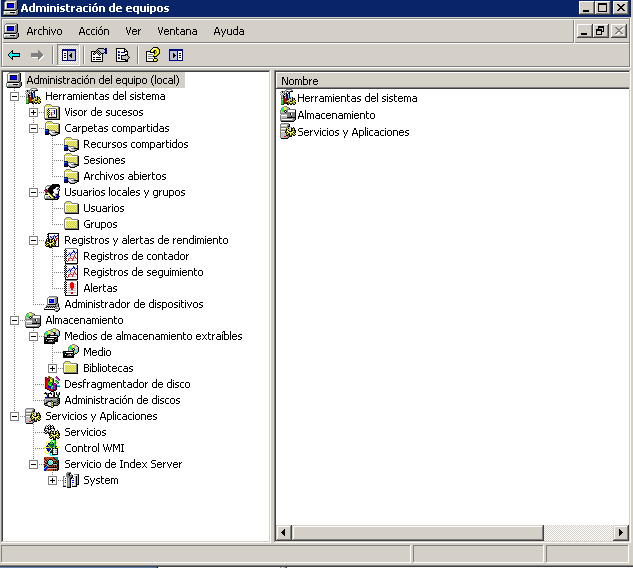 Administración de equipos
Archivo Acción Ver Ventana Ayuda
Administración del equipo (local)
Herramientas del sistema
Visor de sucesos
Carpetas compartidas
Recursos compartidos
Sesiones
Archivos abiertos
Usuarios locales y grupos
Usuarios
Grupos
Registros y alertas de rendimiento
Registros de contador
Registros de seguimiento
Alertas
Administrador de dispositivos
Almacenamiento
Medios de almacenamiento extraíbles
Medio
Bibliotecas
Desfragmentador de disco
Administración de discos
Servicios y Aplicaciones
Servicios
Control WMI
Servicio de Index Server
System
Nombre
Herramientas del sistema
Almacenamiento
Servicios y Aplicaciones